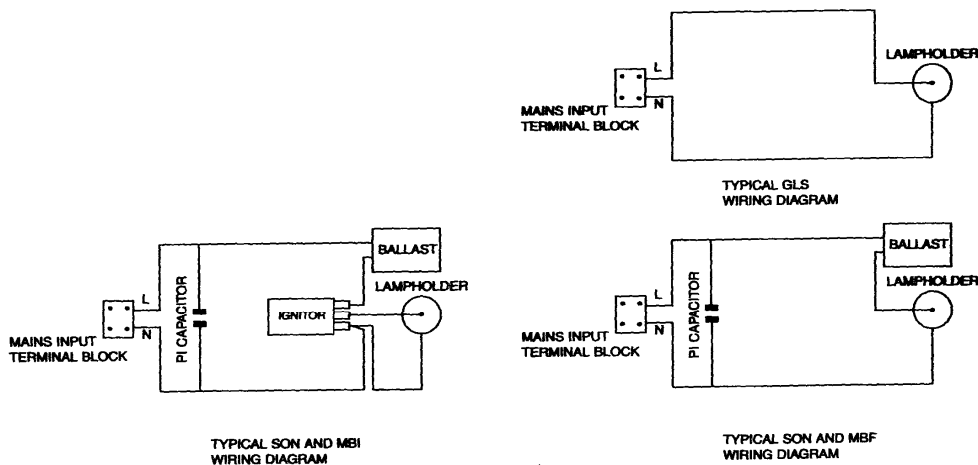 L
N
MAINS INPUT
TERMINAL BLOCK
LAMPHOLDER
TYPICAL GLS
WIRING DIAGRAM
L
N
MAINS INPUT
TERMINAL BLOCK
PI CAPACITOR
IGNITOR
BALLAST
LAMPHOLDER
TYPICAL SON AND MBI
WIRING DIAGRAM
L
N
MAINS INPUT
TERMINAL BLOCK
PI CAPACITOR
BALLAST
LAMPHOLDER
TYPICAL SON AND MBF
WIRING DIAGRAM